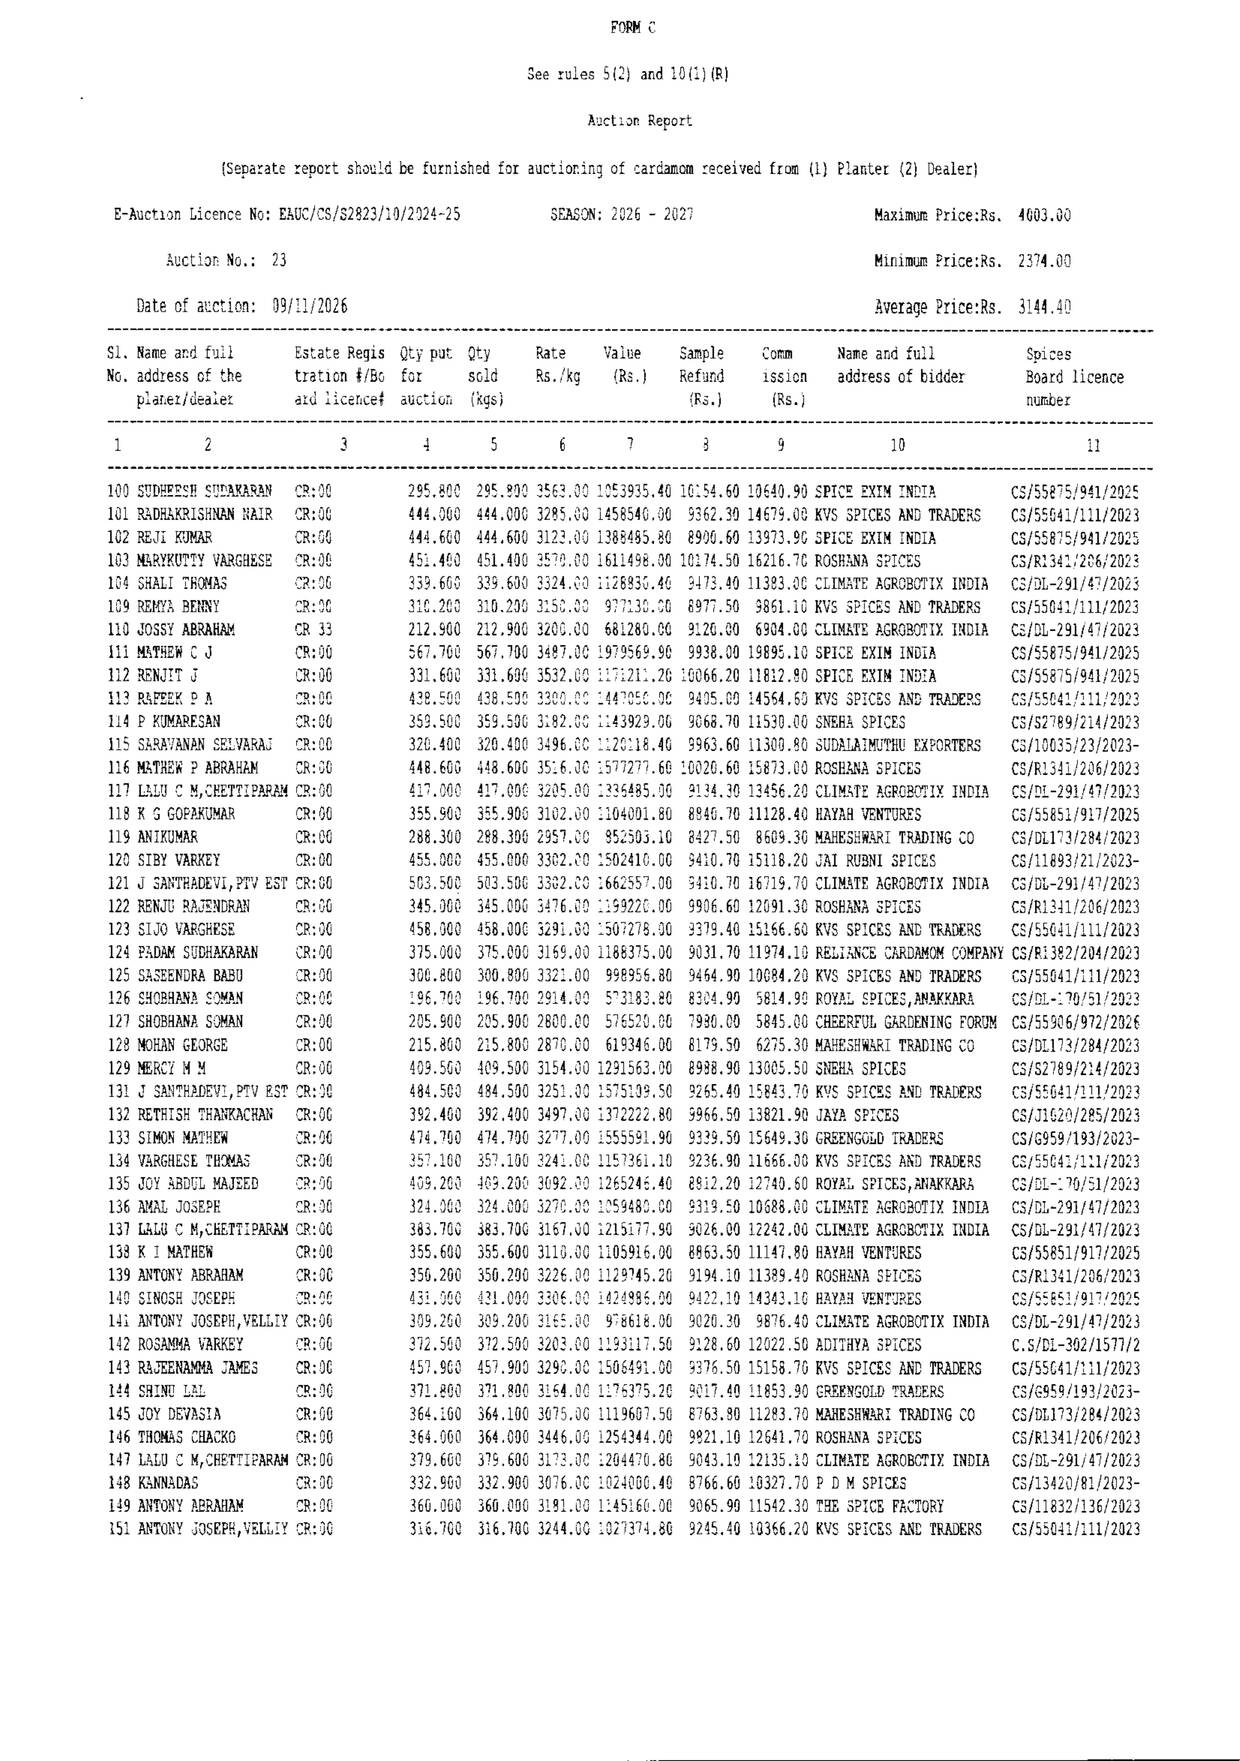 FORM C
See rules 5(2) and 10(1)(R)
Auction Report
(Separate report should be furnished for auctioning of cardamom received from (1) Planter (2) Dealer)
E-Auction Licence No: EAUC/CS/S2823/10/2024-25 SEASON: 2026 - 2027 Maximum Price:Rs. 4003.00
Auction No.: 23 Minimum Price:Rs. 2374.00
Date of auction: 09/11/2026 Average Price:Rs. 3144.40
Sl. Name and full Estate Regis Qty put Qty Rate Value Sample Comm Name and full Spices
No. address of the tration #/Bo for sold Rs./kg (Rs.) Refund ission address of bidder Board licence
planer/dealer ard licence# auction (kgs) (Rs.) (Rs.) number
1 2 3 4 5 6 7 8 9 10 11
100 SUDHEESH SUDAKARAN CR:00 295.800 295.800 3563.00 1053935.40 10154.60 10640.90 SPICE EXIM INDIA CS/55875/941/2025
101 RADHAKRISHNAN NAIR CR:00 444.000 444.000 3285.00 1458540.00 9362.30 14679.00 KVS SPICES AND TRADERS CS/55041/111/2023
102 REJI KUMAR CR:00 444.600 444.600 3123.00 1388485.80 8900.60 13973.90 SPICE EXIM INDIA CS/55875/941/2025
103 MARYKUTTY VARGHESE CR:00 451.400 451.400 3570.00 1611498.00 10174.50 16216.70 ROSHANA SPICES CS/R1341/206/2023
104 SHALI THOMAS CR:00 339.600 339.600 3324.00 1128830.40 9473.40 11383.00 CLIMATE AGROBOTIX INDIA CS/DL-291/47/2023
109 REMYA BENNY CR:00 310.200 310.200 3150.00 977130.00 8977.50 9861.10 KVS SPICES AND TRADERS CS/55041/111/2023
110 JOSSY ABRAHAM CR 33 212.900 212.900 3200.00 681280.00 9120.00 6904.00 CLIMATE AGROBOTIX INDIA CS/DL-291/47/2023
111 MATHEW C J CR:00 567.700 567.700 3487.00 1979569.90 9938.00 19895.10 SPICE EXIM INDIA CS/55875/941/2025
112 RENJIT J CR:00 331.600 331.600 3532.00 1171211.20 10066.20 11812.80 SPICE EXIM INDIA CS/55875/941/2025
113 RAFEEK P A CR:00 438.500 438.500 3300.00 1447050.00 9405.00 14564.60 KVS SPICES AND TRADERS CS/55041/111/2023
114 P KUMARESAN CR:00 359.500 359.500 3182.00 1143929.00 9068.70 11530.00 SNEHA SPICES CS/S2789/214/2023
115 SARAVANAN SELVARAJ CR:00 320.400 320.400 3496.00 1120118.40 9963.60 11300.80 SUDALAIMUTHU EXPORTERS CS/10035/23/2023-
116 MATHEW P ABRAHAM CR:00 448.600 448.600 3516.00 1577277.60 10020.60 15873.00 ROSHANA SPICES CS/R1341/206/2023
117 LALU C M,CHETTIPARAM CR:00 417.000 417.000 3205.00 1336485.00 9134.30 13456.20 CLIMATE AGROBOTIX INDIA CS/DL-291/47/2023
118 K G GOPAKUMAR CR:00 355.900 355.900 3102.00 1104001.80 8840.70 11128.40 HAYAH VENTURES CS/55851/917/2025
119 ANIKUMAR CR:00 288.300 288.300 2957.00 852503.10 8427.50 8609.30 MAHESHWARI TRADING CO CS/DL173/284/2023
120 SIBY VARKEY CR:00 455.000 455.000 3302.00 1502410.00 9410.70 15118.20 JAI RUBNI SPICES CS/11893/21/2023-
121 J SANTHADEVI,PTV EST CR:00 503.500 503.500 3302.00 1662557.00 9410.70 16719.70 CLIMATE AGROBOTIX INDIA CS/DL-291/47/2023
122 RENJU RAJENDRAN CR:00 345.000 345.000 3476.00 1199220.00 9906.60 12091.30 ROSHANA SPICES CS/R1341/206/2023
123 SIJO VARGHESE CR:00 458.000 458.000 3291.00 1507278.00 9379.40 15166.60 KVS SPICES AND TRADERS CS/55041/111/2023
124 PADAM SUDHAKARAN CR:00 375.000 375.000 3169.00 1188375.00 9031.70 11974.10 RELIANCE CARDAMOM COMPANY CS/R1382/204/2023
125 SASEENDRA BABU CR:00 300.800 300.800 3321.00 998956.80 9464.90 10084.20 KVS SPICES AND TRADERS CS/55041/111/2023
126 SHOBHANA SOMAN CR:00 196.700 196.700 2914.00 573183.80 8304.90 5814.90 ROYAL SPICES,ANAKKARA CS/DL-170/51/2023
127 SHOBHANA SOMAN CR:00 205.900 205.900 2800.00 576520.00 7980.00 5845.00 CHEERFUL GARDENING FORUM CS/55906/972/2026
128 MOHAN GEORGE CR:00 215.800 215.800 2870.00 619346.00 8179.50 6275.30 MAHESHWARI TRADING CO CS/DL173/284/2023
129 MERCY M M CR:00 409.500 409.500 3154.00 1291563.00 8988.90 13005.50 SNEHA SPICES CS/S2789/214/2023
131 J SANTHADEVI,PTV EST CR:00 484.500 484.500 3251.00 1575109.50 9265.40 15843.70 KVS SPICES AND TRADERS CS/55041/111/2023
132 RETHISH THANKACHAN CR:00 392.400 392.400 3497.00 1372222.80 9966.50 13821.90 JAYA SPICES CS/J1020/285/2023
133 SIMON MATHEW CR:00 474.700 474.700 3277.00 1555591.90 9339.50 15649.30 GREENGOLD TRADERS CS/G959/193/2023-
134 VARGHESE THOMAS CR:00 357.100 357.100 3241.00 1157361.10 9236.90 11666.00 KVS SPICES AND TRADERS CS/55041/111/2023
135 JOY ABDUL MAJEED CR:00 409.200 409.200 3092.00 1265246.40 8812.20 12740.60 ROYAL SPICES,ANAKKARA CS/DL-170/51/2023
136 AMAL JOSEPH CR:00 324.000 324.000 3270.00 1059480.00 9319.50 10688.00 CLIMATE AGROBOTIX INDIA CS/DL-291/47/2023
137 LALU C M,CHETTIPARAM CR:00 383.700 383.700 3167.00 1215177.90 9026.00 12242.00 CLIMATE AGROBOTIX INDIA CS/DL-291/47/2023
138 K I MATHEW CR:00 355.600 355.600 3110.00 1105916.00 8863.50 11147.80 HAYAH VENTURES CS/55851/917/2025
139 ANTONY ABRAHAM CR:00 350.200 350.200 3226.00 1129745.20 9194.10 11389.40 ROSHANA SPICES CS/R1341/206/2023
140 SINOSH JOSEPH CR:00 431.000 431.000 3306.00 1424886.00 9422.10 14343.10 HAYAH VENTURES CS/55851/917/2025
141 ANTONY JOSEPH,VELLIY CR:00 309.200 309.200 3165.00 978618.00 9020.30 9876.40 CLIMATE AGROBOTIX INDIA CS/DL-291/47/2023
142 ROSAMMA VARKEY CR:00 372.500 372.500 3203.00 1193117.50 9128.60 12022.50 ADITHYA SPICES C.S/DL-302/1577/2
143 RAJEENAMMA JAMES CR:00 457.900 457.900 3290.00 1506491.00 9376.50 15158.70 KVS SPICES AND TRADERS CS/55041/111/2023
144 SHINU LAL CR:00 371.800 371.800 3164.00 1176375.20 9017.40 11853.90 GREENGOLD TRADERS CS/G959/193/2023-
145 JOY DEVASIA CR:00 364.100 364.100 3075.00 1119607.50 8763.80 11283.70 MAHESHWARI TRADING CO CS/DL173/284/2023
146 THOMAS CHACKO CR:00 364.000 364.000 3446.00 1254344.00 9821.10 12641.70 ROSHANA SPICES CS/R1341/206/2023
147 LALU C M,CHETTIPARAM CR:00 379.600 379.600 3173.00 1204470.80 9043.10 12135.10 CLIMATE AGROBOTIX INDIA CS/DL-291/47/2023
148 KANNADAS CR:00 332.900 332.900 3076.00 1024000.40 8766.60 10327.70 P D M SPICES CS/13420/81/2023-
149 ANTONY ABRAHAM CR:00 360.000 360.000 3181.00 1145160.00 9065.90 11542.30 THE SPICE FACTORY CS/11832/136/2023
151 ANTONY JOSEPH,VELLIY CR:00 316.700 316.700 3244.00 1027374.80 9245.40 10366.20 KVS SPICES AND TRADERS CS/55041/111/2023